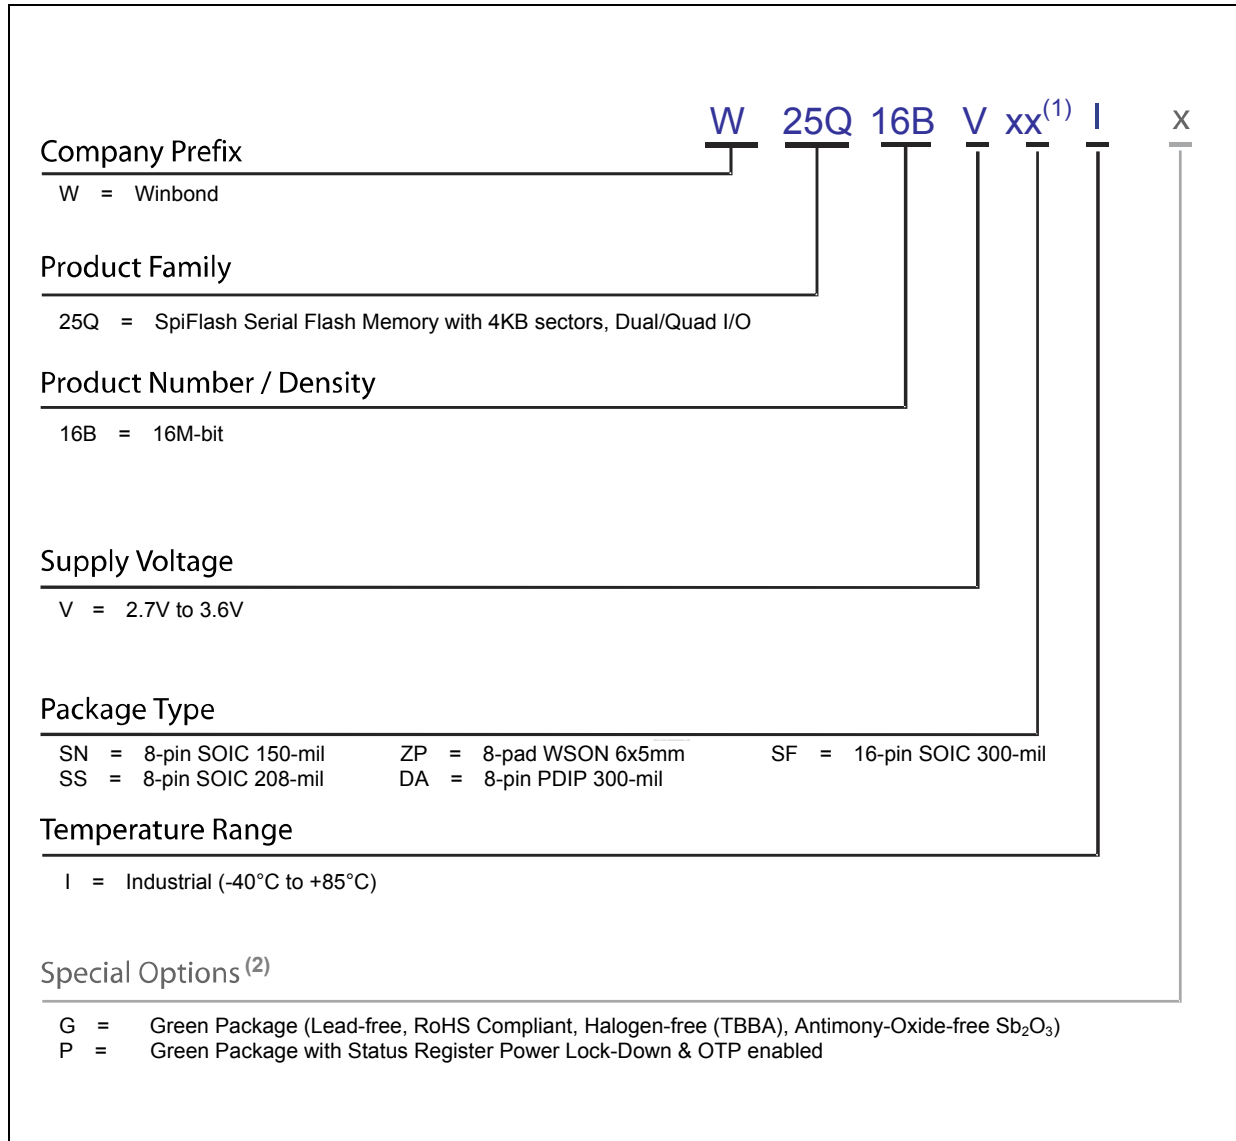 W 25Q 16B V xx(1) I x
Company Prefix
W = Winbond
Product Family
25Q = SpiFlash Serial Flash Memory with 4KB sectors, Dual/Quad I/O
Product Number / Density
16B = 16M-bit
Supply Voltage
V = 2.7V to 3.6V
Package Type
SN = 8-pin SOIC 150-mil ZP = 8-pad WSON 6x5mm SF = 16-pin SOIC 300-mil
SS = 8-pin SOIC 208-mil DA = 8-pin PDIP 300-mil
Temperature Range
I = Industrial (-40°C to +85°C)
Special Options (2)
G = Green Package (Lead-free, RoHS Compliant, Halogen-free (TBBA), Antimony-Oxide-free Sb₂O₃)
P = Green Package with Status Register Power Lock-Down & OTP enabled